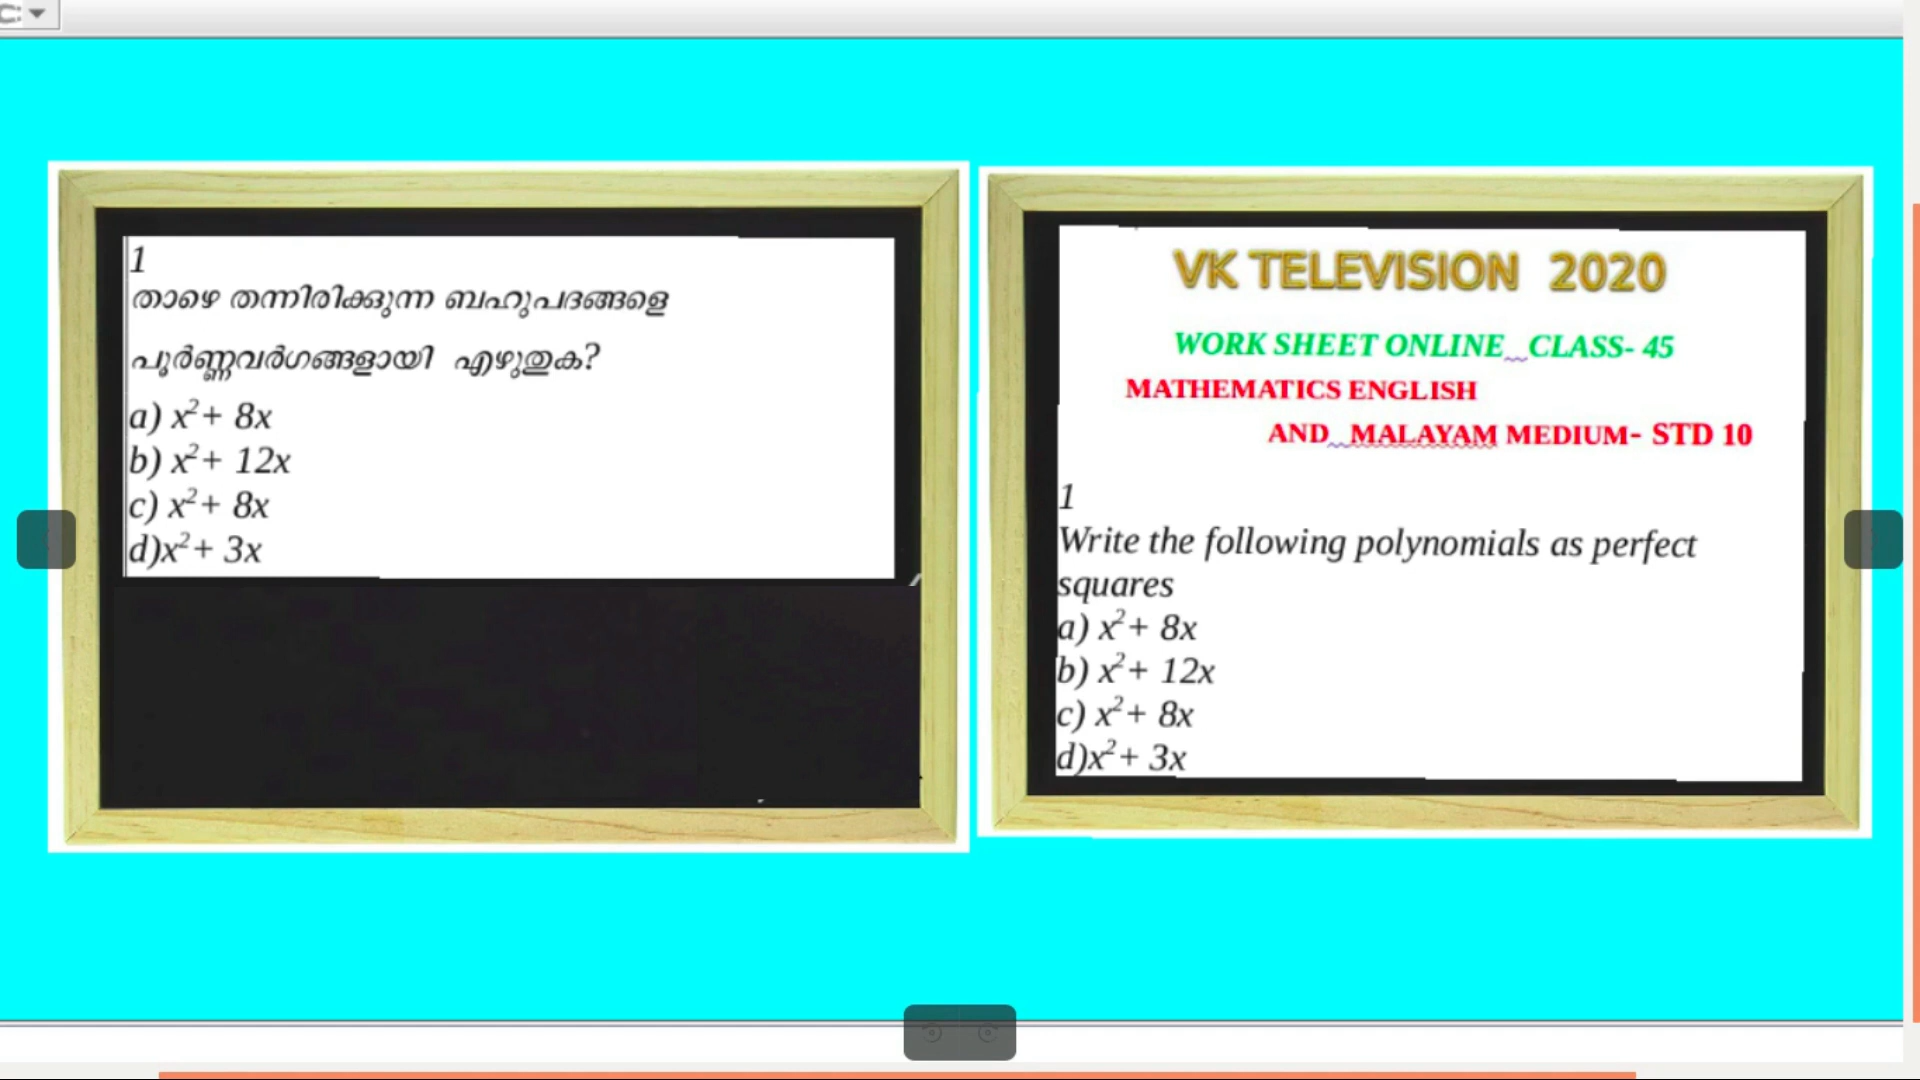 1
താഴെ തന്നിരിക്കുന്ന ബഹുപദങ്ങളെ
പൂർണ്ണവർഗങ്ങളായി എഴുതുക?
a) x²+ 8x
b) x²+ 12x
c) x²+ 8x
d)x²+ 3x
VK TELEVISION 2020
WORK SHEET ONLINE CLASS- 45
MATHEMATICS ENGLISH
AND MALAYAM MEDIUM- STD 10
1
Write the following polynomials as perfect
squares
a) x²+ 8x
b) x²+ 12x
c) x²+ 8x
d)x²+ 3x